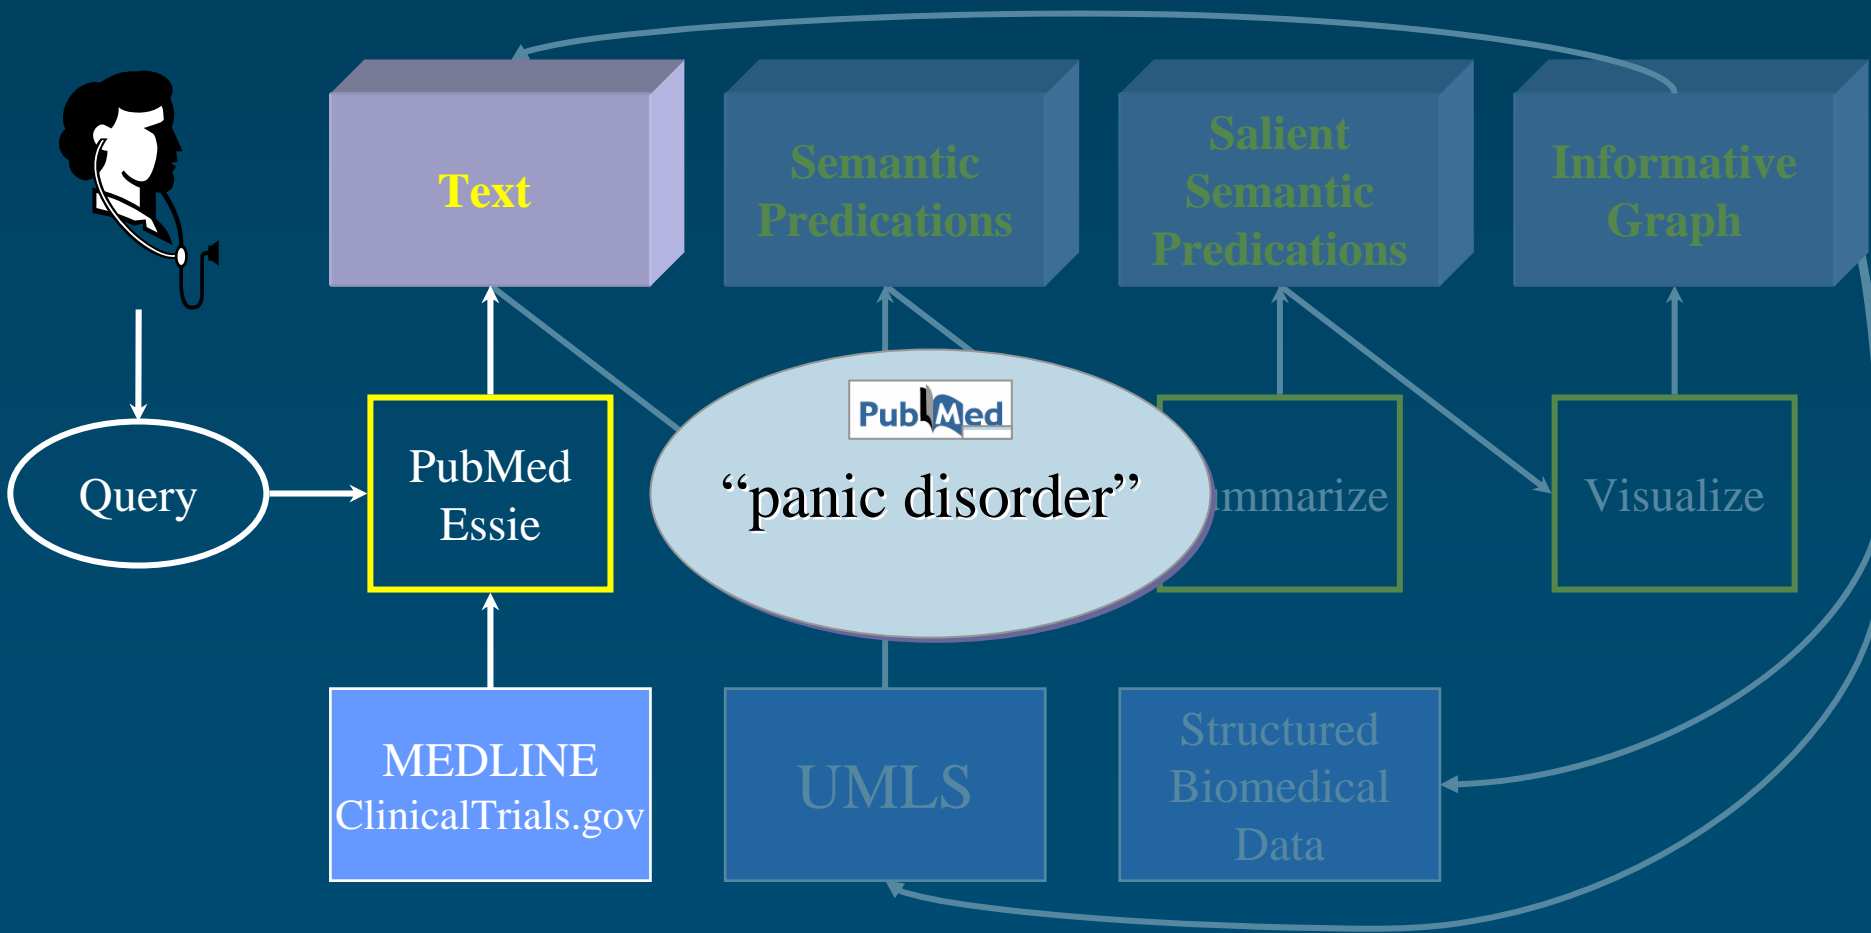 Text
Semantic
Predications
Salient
Semantic
Predications
Informative
Graph
Query
PubMed
Essie
PubMed
“panic disorder”
mmarize
Visualize
MEDLINE
ClinicalTrials.gov
UMLS
Structured
Biomedical
Data